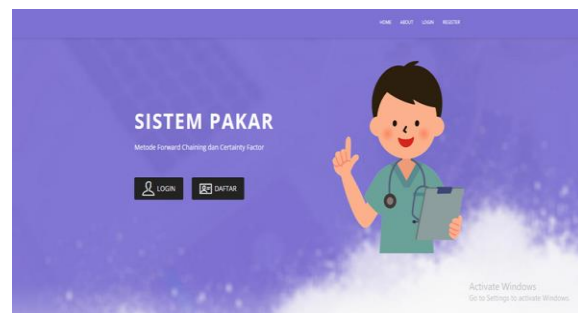 HOME ABOUT LOGIN REGISTER
SISTEM PAKAR
Metode Forward Chaining dan Certainty Factor
LOGIN DAFTAR
Activate Windows
Go to Settings to activate Windows.